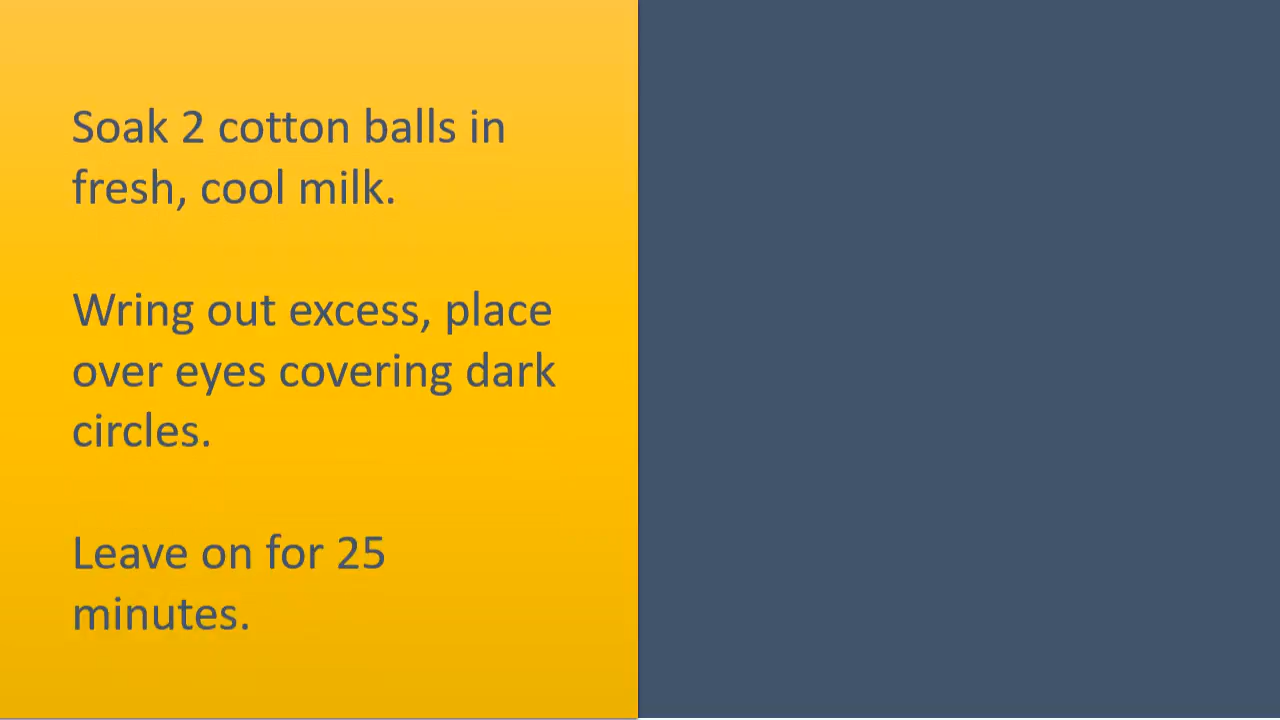 Soak 2 cotton balls in
fresh, cool milk.
Wring out excess, place
over eyes covering dark
circles.
Leave on for 25
minutes.